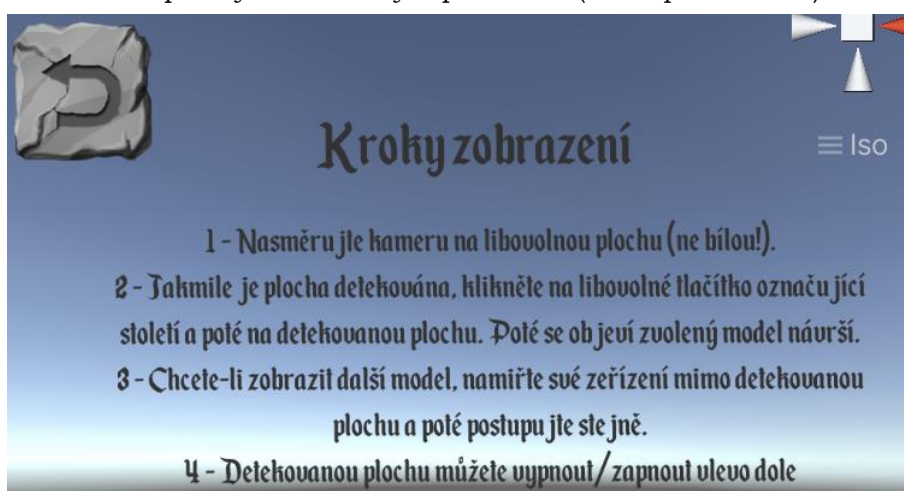 Kroky zobrazení
Iso
1 - Nasměrujte kameru na libovolnou plochu (ne bílou!).
2 - Jakmile je plocha detekována, klikněte na libovolné tlačítko označující
století a poté na detekovanou plochu. Poté se objeví zvolený model návrší.
3 - Chcete-li zobrazit další model, namiřte své zeřízení mimo detekovanou
plochu a poté postupujte stejně.
4 - Detekovanou plochu můžete vypnout/zapnout vlevo dole